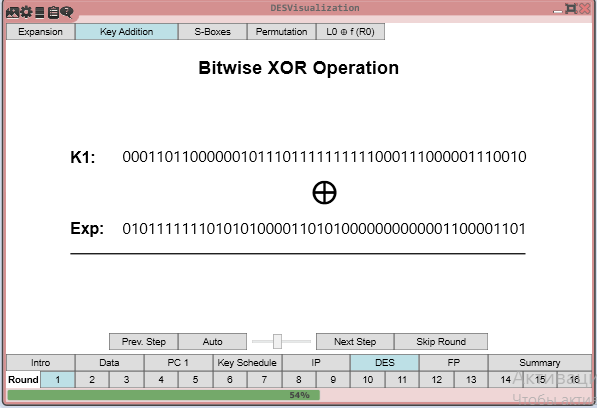 DESVisualization
Expansion Key Addition S-Boxes Permutation L0 ⊕ f (R0)
Bitwise XOR Operation
K1: 000110110000001011101111111111000111000001110010
⊕
Exp: 010111111101010100001101010000000000001100001101
Prev. Step Auto Next Step Skip Round
Intro Data PC 1 Key Schedule IP DES FP Summary
Round 1 2 3 4 5 6 7 8 9 10 11 12 13 14 15 16
54%